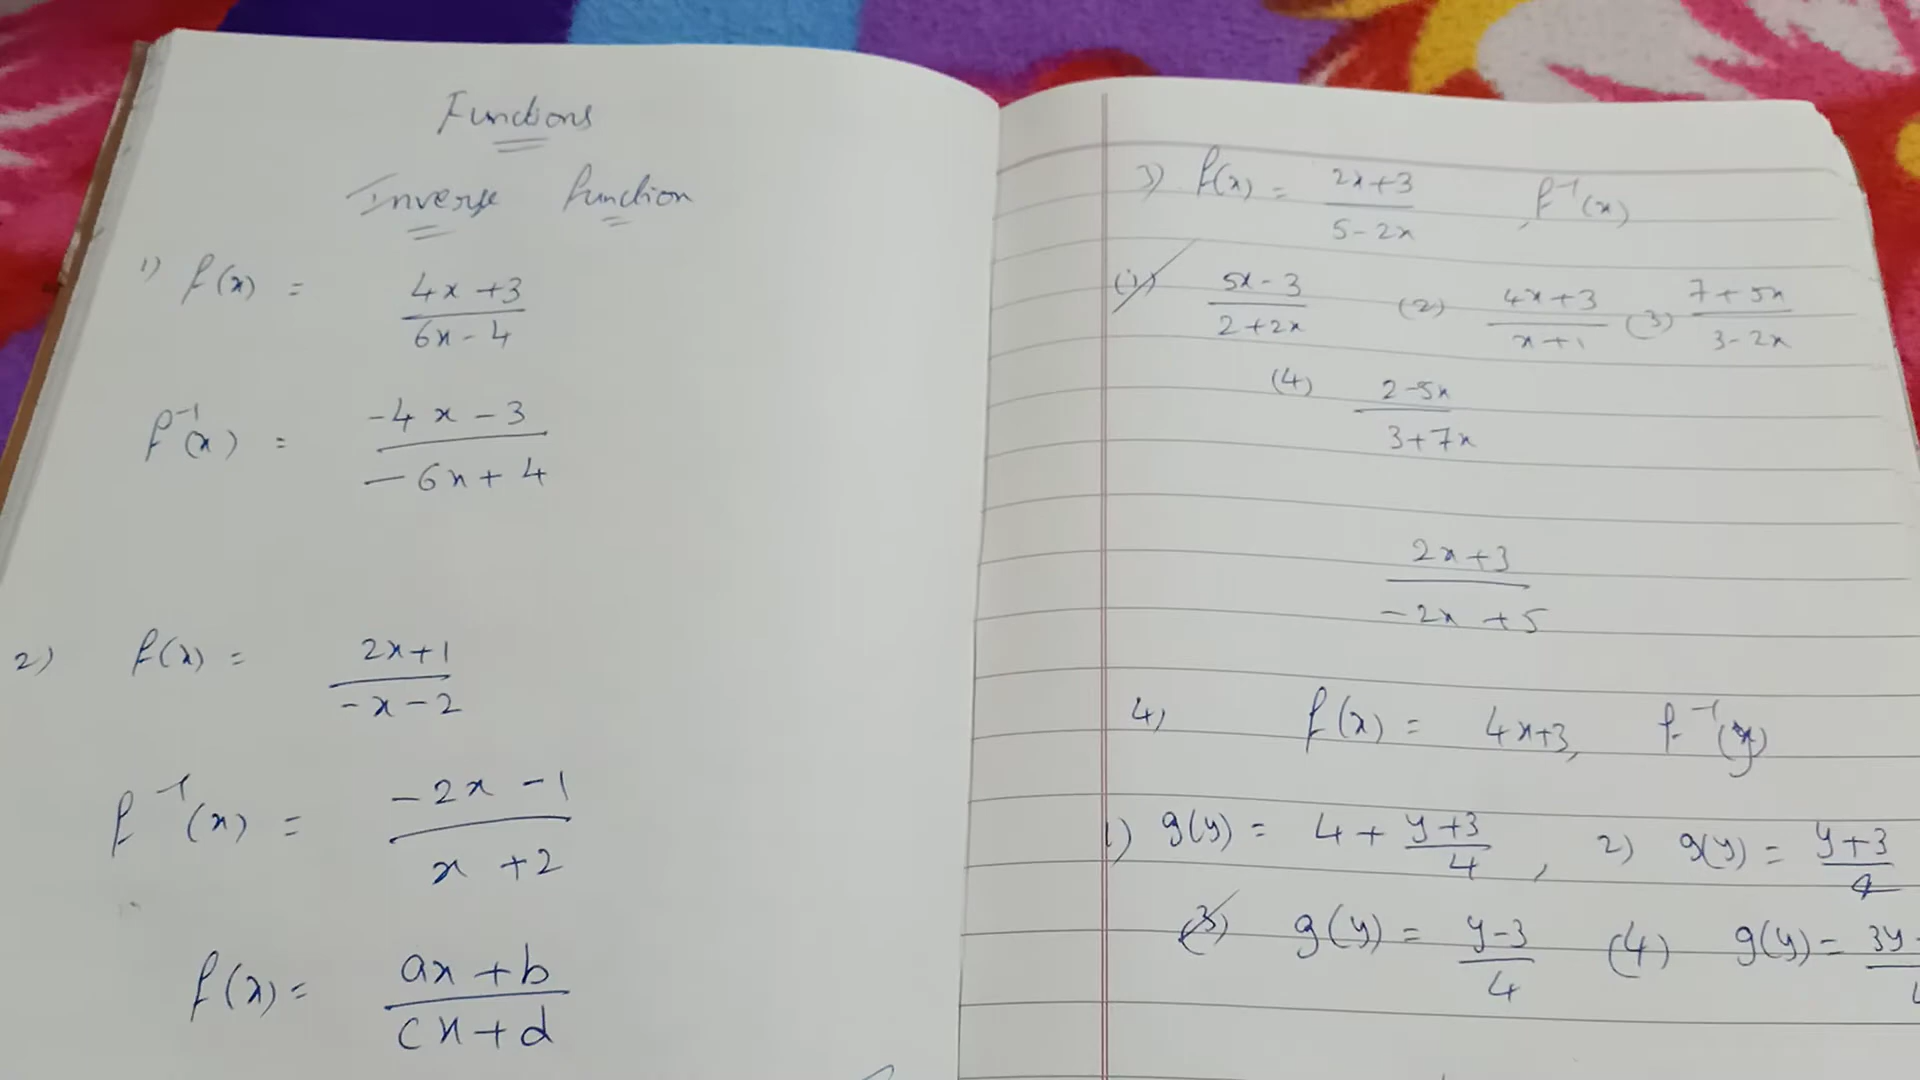 Functions
Inverse function
1) f(x) = 4x+3 / 6x-4
f⁻¹(x) = -4x-3 / -6x+4
2) f(x) = 2x+1 / -x-2
f⁻¹(x) = -2x-1 / x+2
f(x) = ax+b / cx+d
3) f(x) = 2x+3 / 5-2x , f⁻¹(x)
(1) 5x-3 / 2+2x (2) 4x+3 / x+1 (3) 7+5x / 3-2x
(4) 2-5x / 3+7x
2x+3 / -2x+5
4) f(x) = 4x+3, f⁻¹(y)
1) g(y) = 4 + y+3 / 4 , 2) g(y) = y+3 / 4
(3) g(y) = y-3 / 4 (4) g(y) = 3y